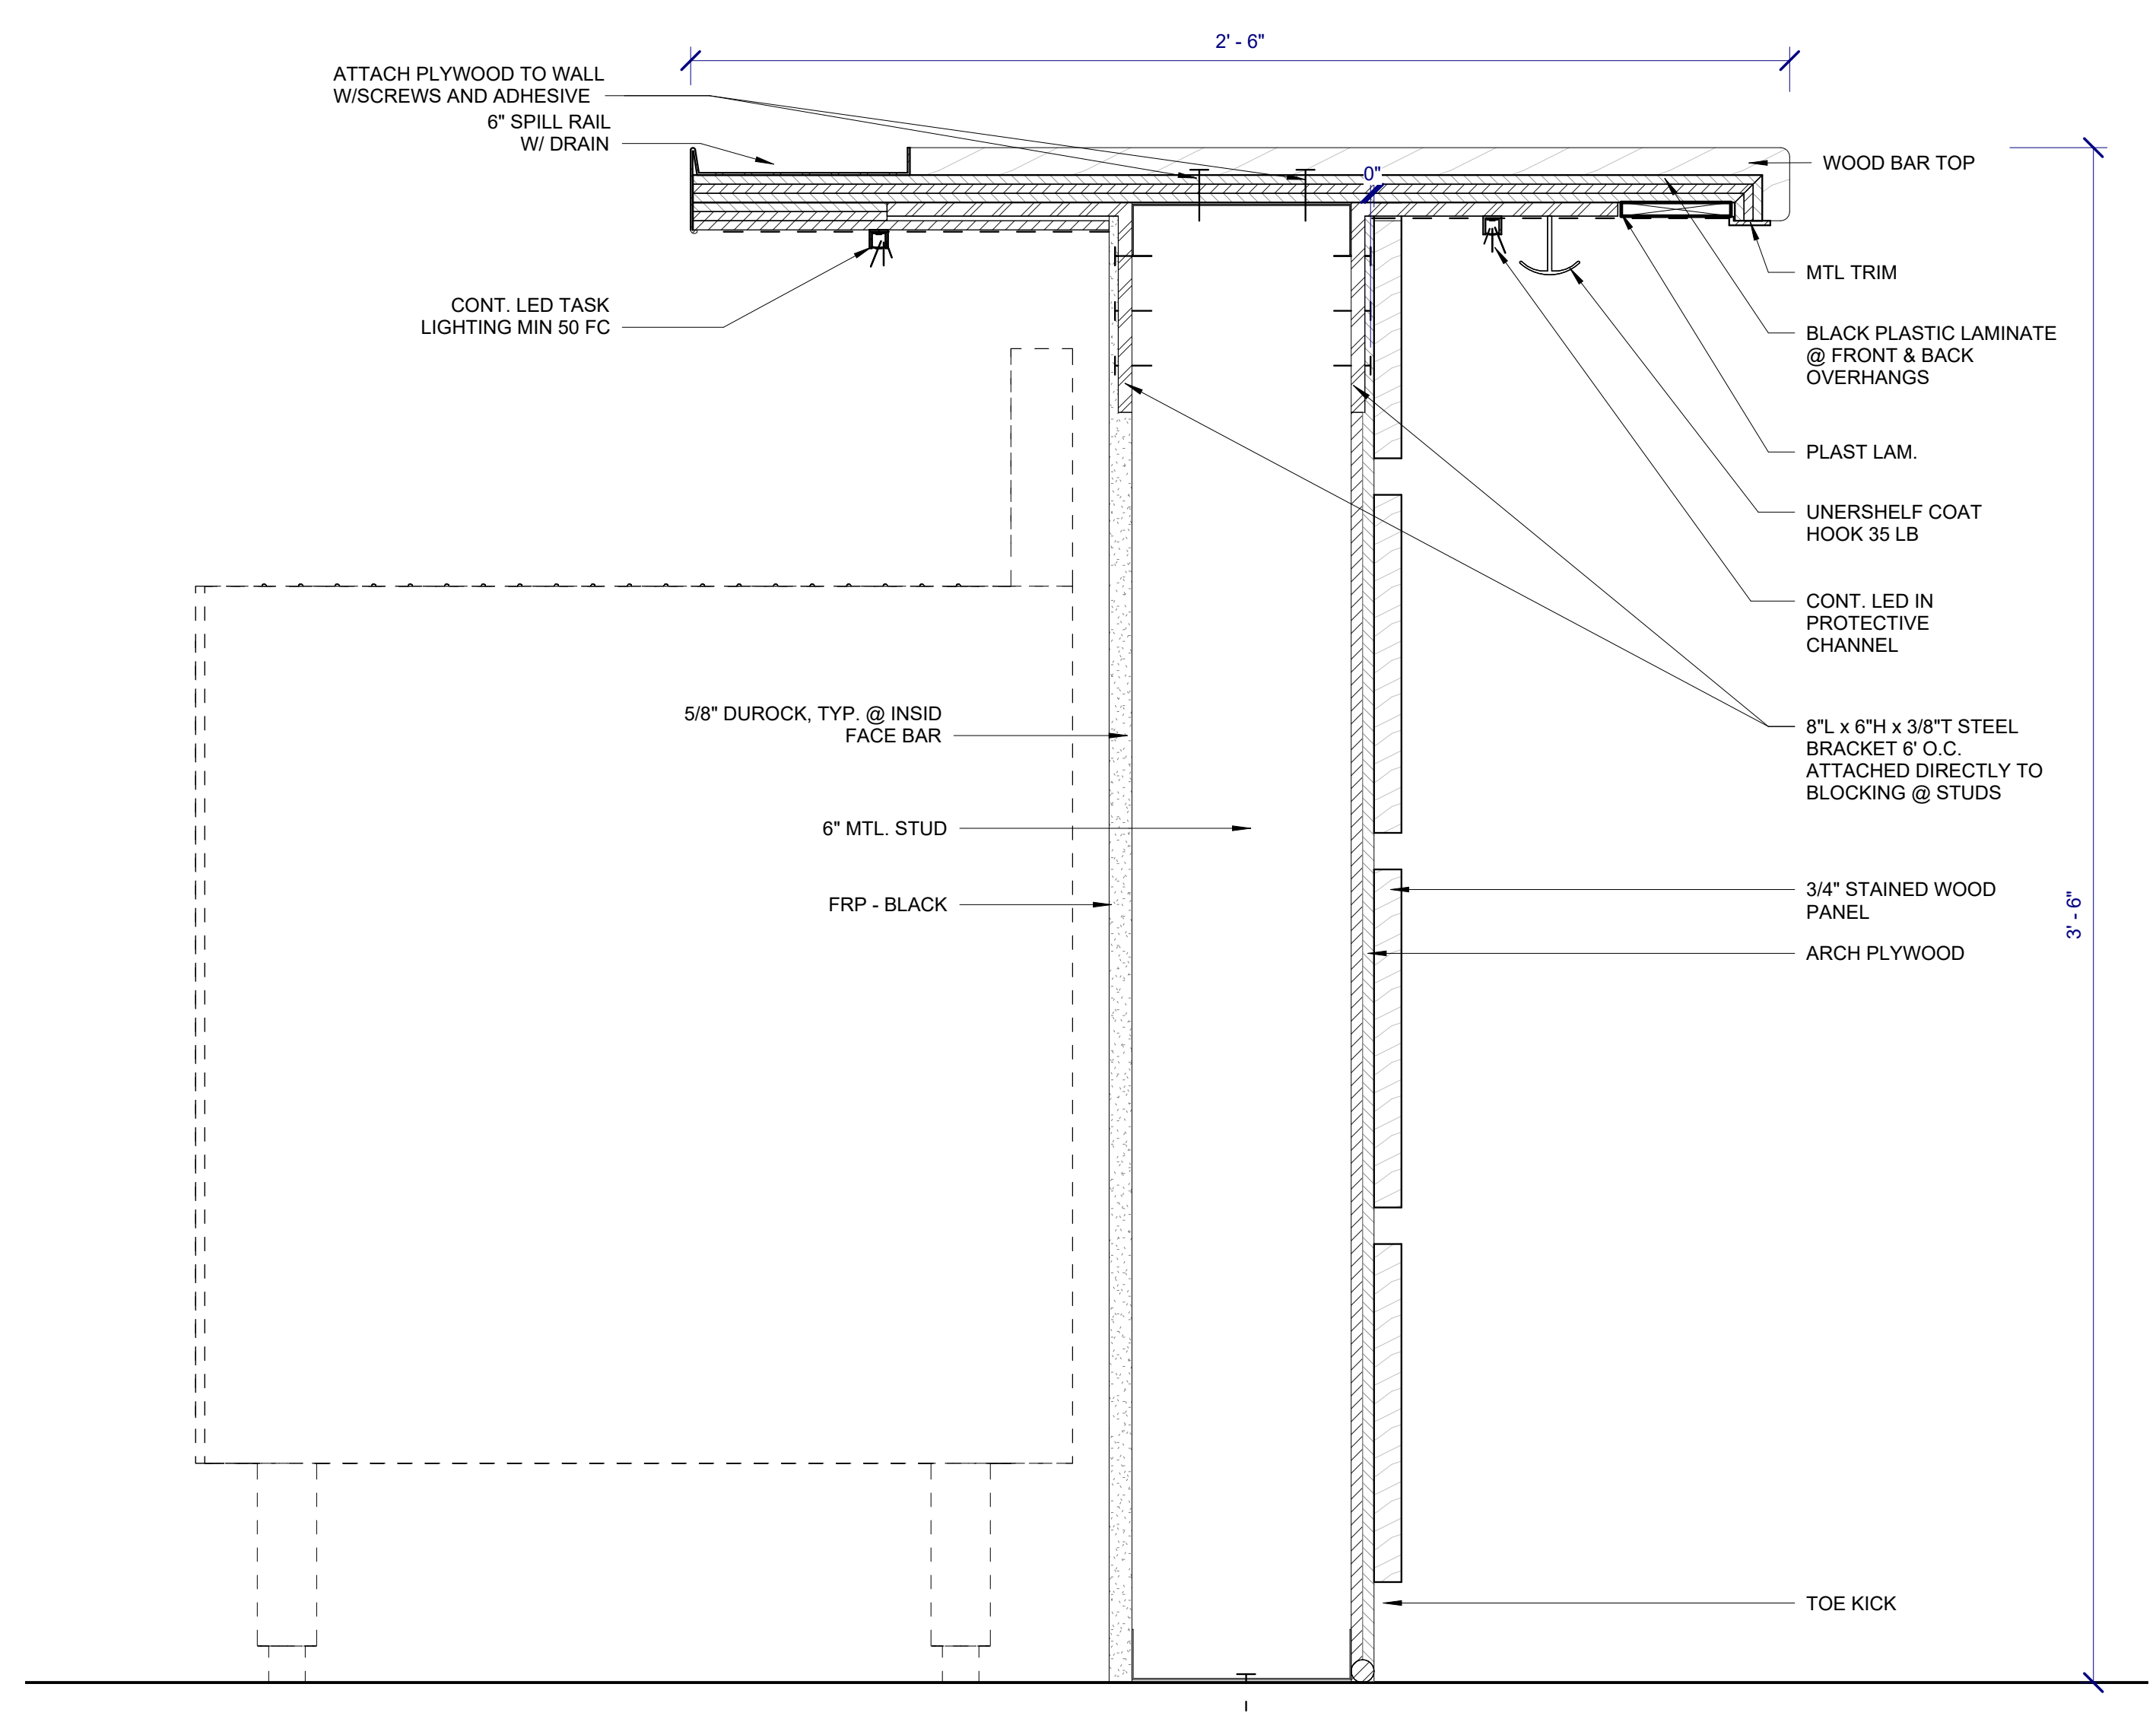 2' - 6"
ATTACH PLYWOOD TO WALL
W/SCREWS AND ADHESIVE
6" SPILL RAIL
W/ DRAIN
WOOD BAR TOP
0"
MTL TRIM
CONT. LED TASK
LIGHTING MIN 50 FC
BLACK PLASTIC LAMINATE
@ FRONT & BACK
OVERHANGS
PLAST LAM.
UNERSHELF COAT
HOOK 35 LB
CONT. LED IN
PROTECTIVE
CHANNEL
5/8" DUROCK, TYP. @ INSID
FACE BAR
8"L x 6"H x 3/8"T STEEL
BRACKET 6' O.C.
ATTACHED DIRECTLY TO
BLOCKING @ STUDS
6" MTL. STUD
FRP - BLACK
3/4" STAINED WOOD
PANEL
3' - 6"
ARCH PLYWOOD
TOE KICK